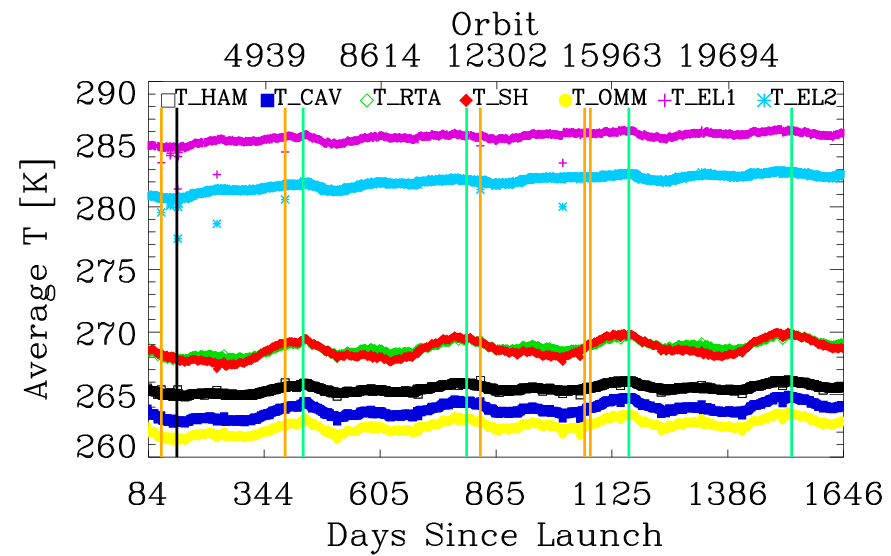 Orbit
4939 8614 12302 15963 19694
T_HAM T_CAV T_RTA T_SH T_OMM T_EL1 T_EL2
290
285
280
275
270
265
260
Average T [K]
84 344 605 865 1125 1386 1646
Days Since Launch